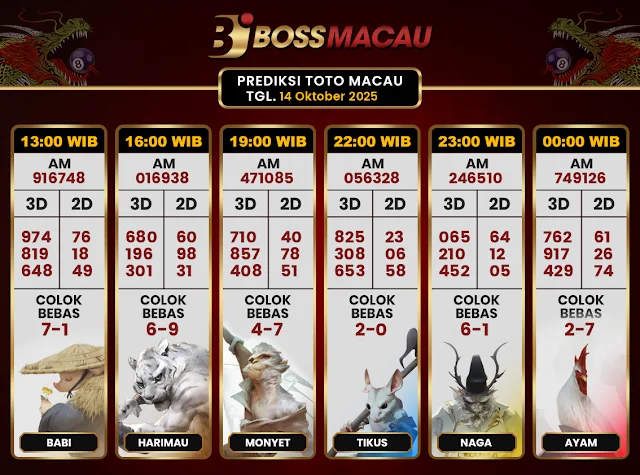 BJ BOSSMACAU
PREDIKSI TOTO MACAU
TGL. 14 Oktober 2025
13:00 WIB
AM
916748
3D 2D
974 76
819 18
648 49
COLOK
BEBAS
7-1
BABI
16:00 WIB
AM
016938
3D 2D
680 60
196 98
301 31
COLOK
BEBAS
6-9
HARIMAU
19:00 WIB
AM
471085
3D 2D
710 40
857 78
408 51
COLOK
BEBAS
4-7
MONYET
22:00 WIB
AM
056328
3D 2D
825 23
308 06
653 58
COLOK
BEBAS
2-0
TIKUS
23:00 WIB
AM
246510
3D 2D
065 64
210 12
452 05
COLOK
BEBAS
6-1
NAGA
00:00 WIB
AM
749126
3D 2D
762 61
917 26
429 74
COLOK
BEBAS
2-7
AYAM
8
8